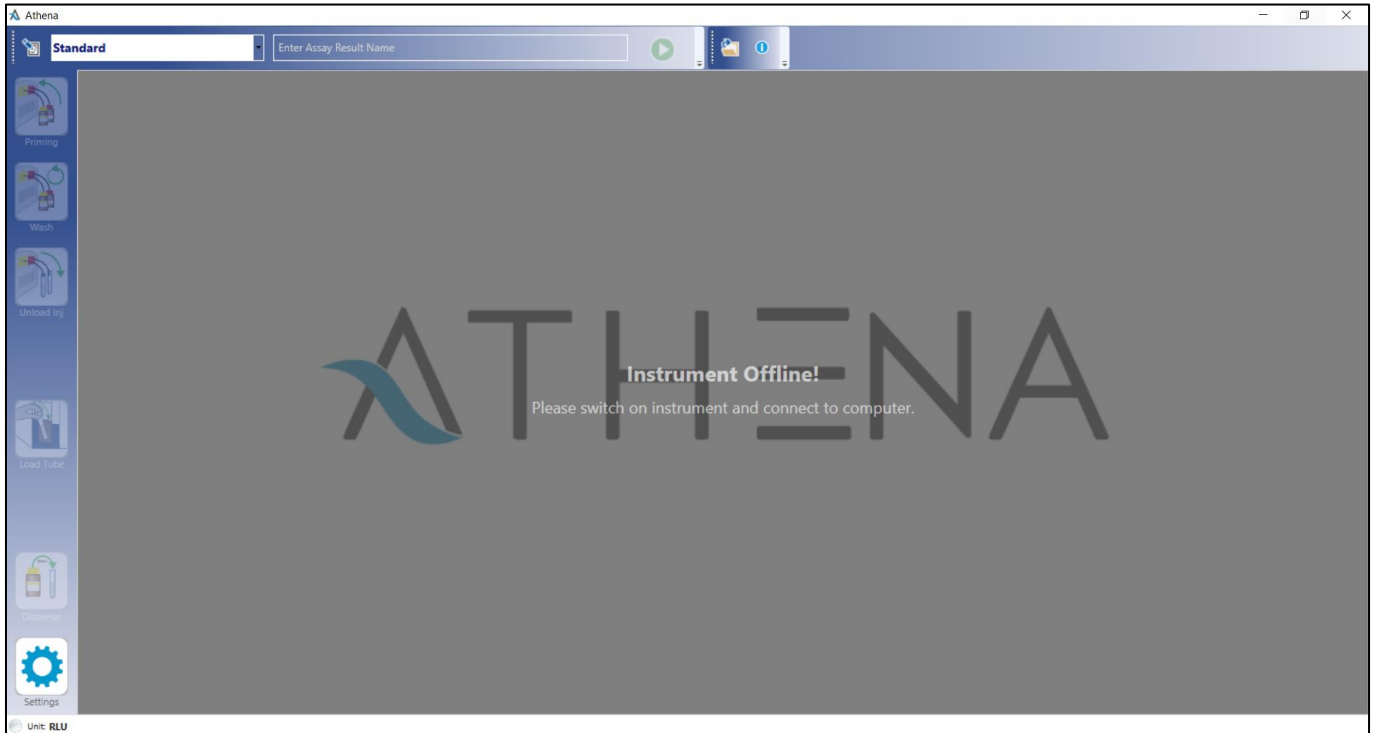 Athena
Standard
Enter Assay Result Name
Priming
Wash
Unload Inj
ATHENA
Instrument Offline!
Please switch on instrument and connect to computer.
Load Tube
Dispense
Settings
Unit: RLU